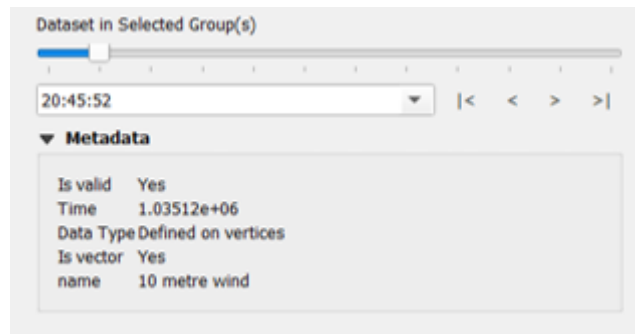 Dataset in Selected Group(s)
20:45:52 |< < > >|
Metadata
Is valid Yes
Time 1.03512e+06
Data Type Defined on vertices
Is vector Yes
name 10 metre wind